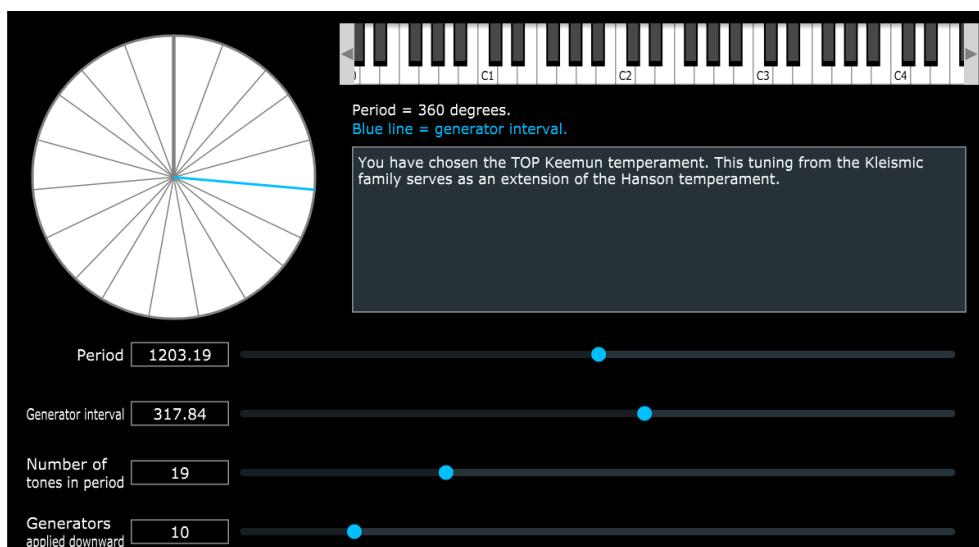 C1
C2
C3
C4
Period = 360 degrees.
Blue line = generator interval.
You have chosen the TOP Keemun temperament. This tuning from the Kleismic
family serves as an extension of the Hanson temperament.
Period 1203.19
Generator interval 317.84
Number of
tones in period 19
Generators
applied downward 10